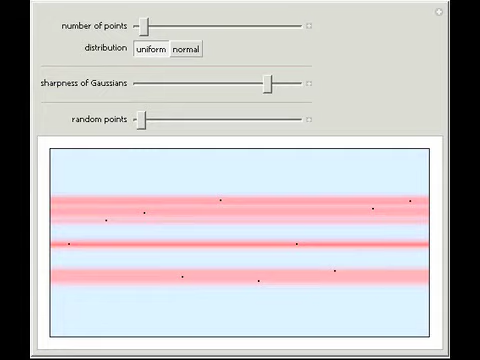 number of points
distribution uniform normal
sharpness of Gaussians
random points